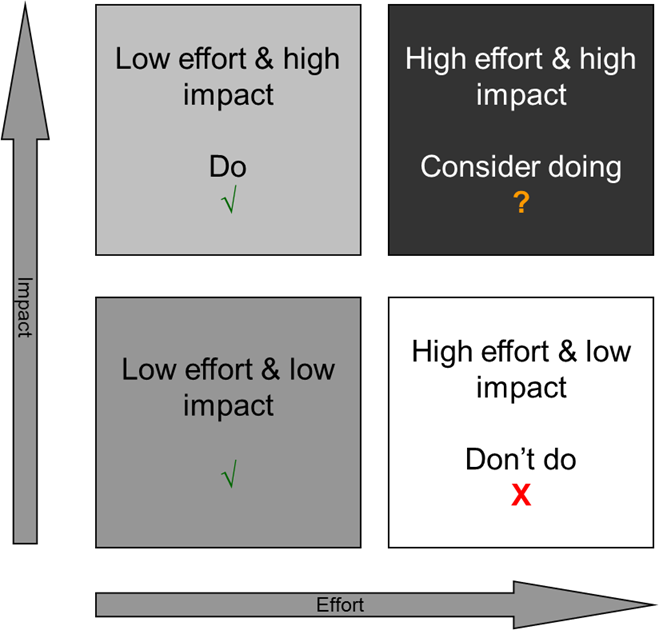 Low effort & high
impact
Do
√
High effort & high
impact
Consider doing
?
Impact
Low effort & low
impact
√
High effort & low
impact
Don’t do
X
Effort